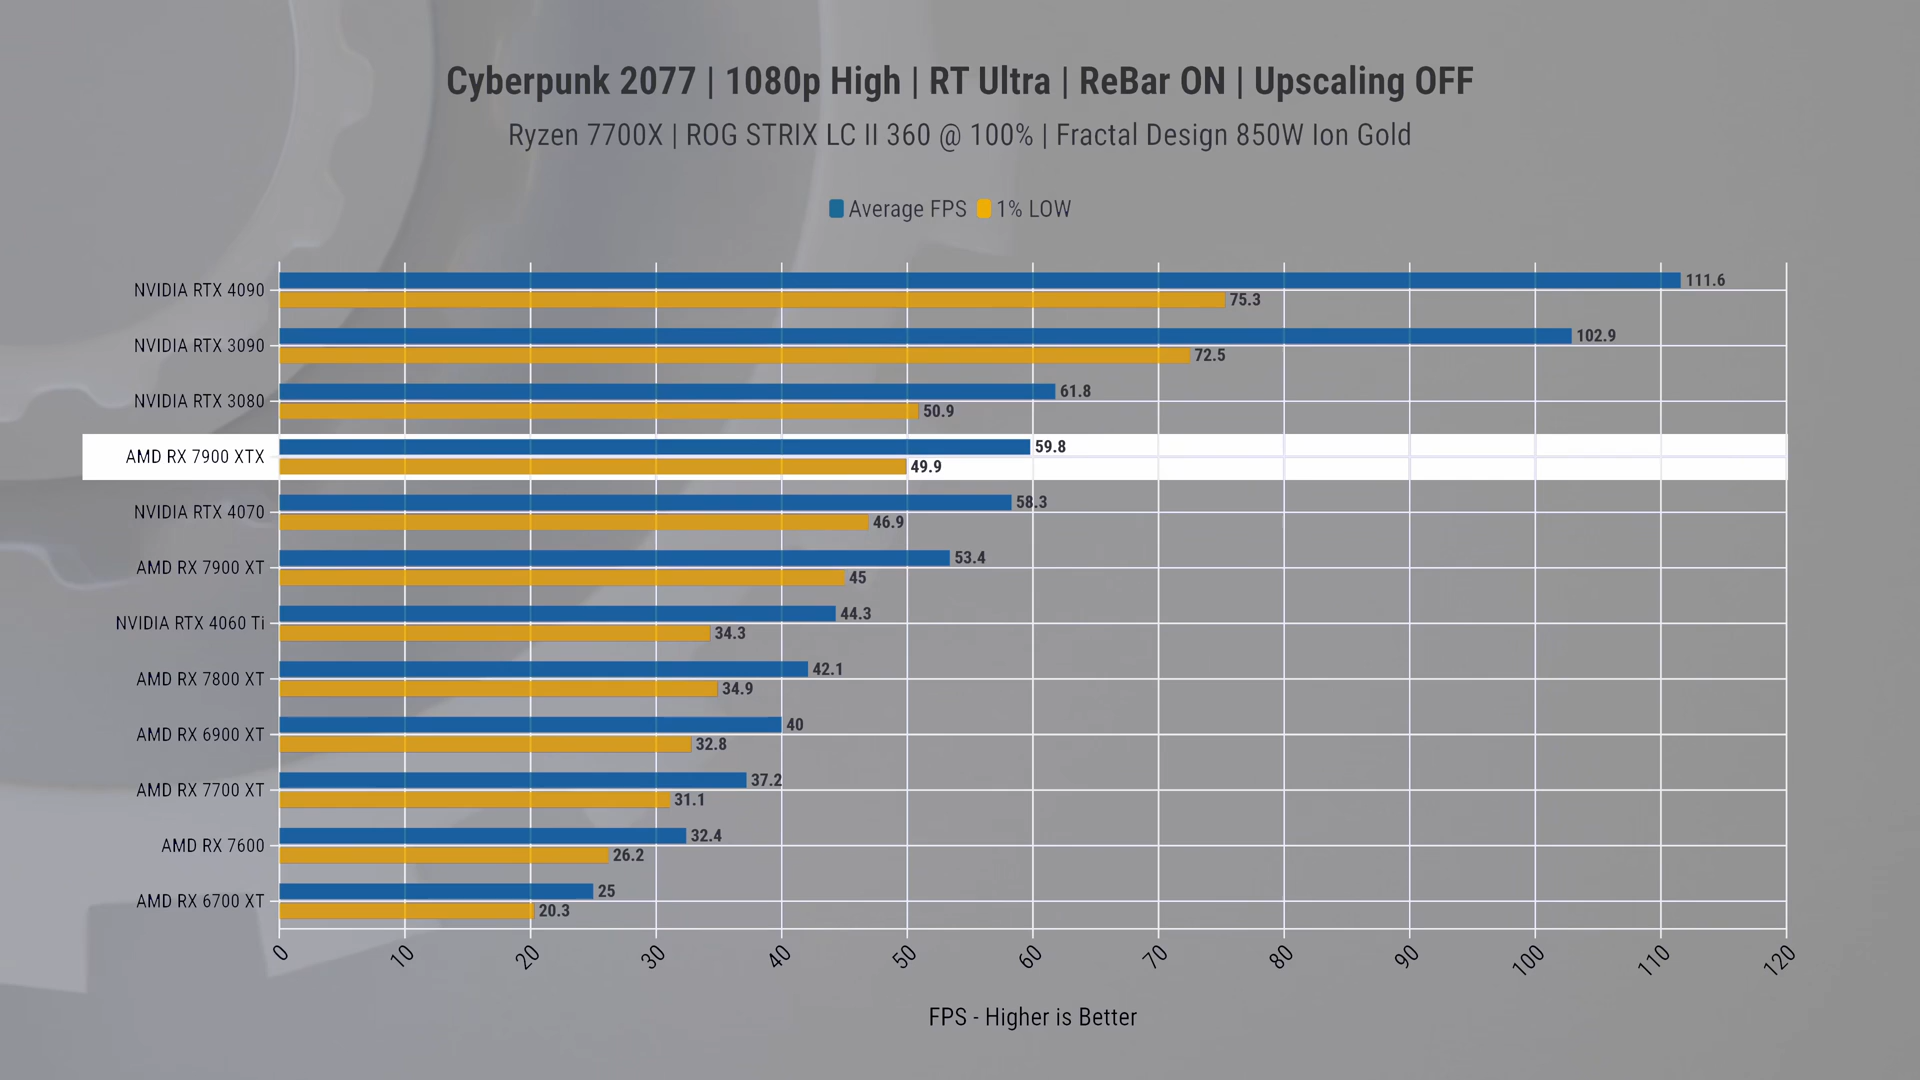 Cyberpunk 2077 | 1080p High | RT Ultra | ReBar ON | Upscaling OFF
Ryzen 7700X | ROG STRIX LC II 360 @ 100% | Fractal Design 850W Ion Gold
Average FPS 1% LOW
NVIDIA RTX 4090 111.6
75.3
NVIDIA RTX 3090 102.9
72.5
NVIDIA RTX 3080 61.8
50.9
AMD RX 7900 XTX 59.8
49.9
NVIDIA RTX 4070 58.3
46.9
AMD RX 7900 XT 53.4
45
NVIDIA RTX 4060 Ti 44.3
34.3
AMD RX 7800 XT 42.1
34.9
AMD RX 6900 XT 40
32.8
AMD RX 7700 XT 37.2
31.1
AMD RX 7600 32.4
26.2
AMD RX 6700 XT 25
20.3
0 10 20 30 40 50 60 70 80 90 100 110 120
FPS - Higher is Better